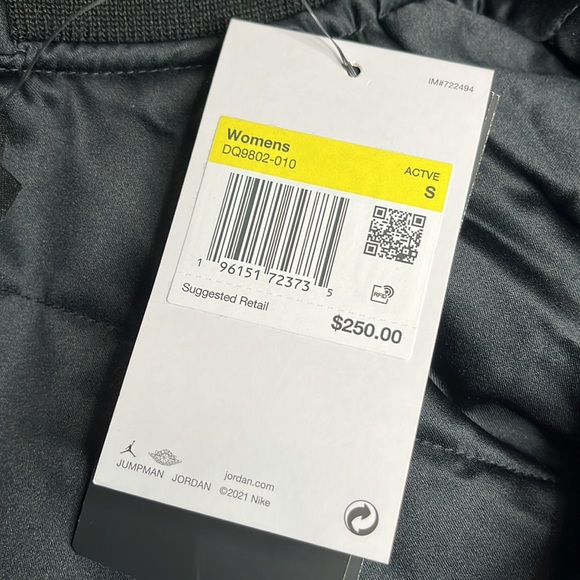 IM#722494
Womens
DQ9802-010
ACTVE
S
1 96151 72373 5
RFID
Suggested Retail
$250.00
JUMPMAN JORDAN
jordan.com
©2021 Nike